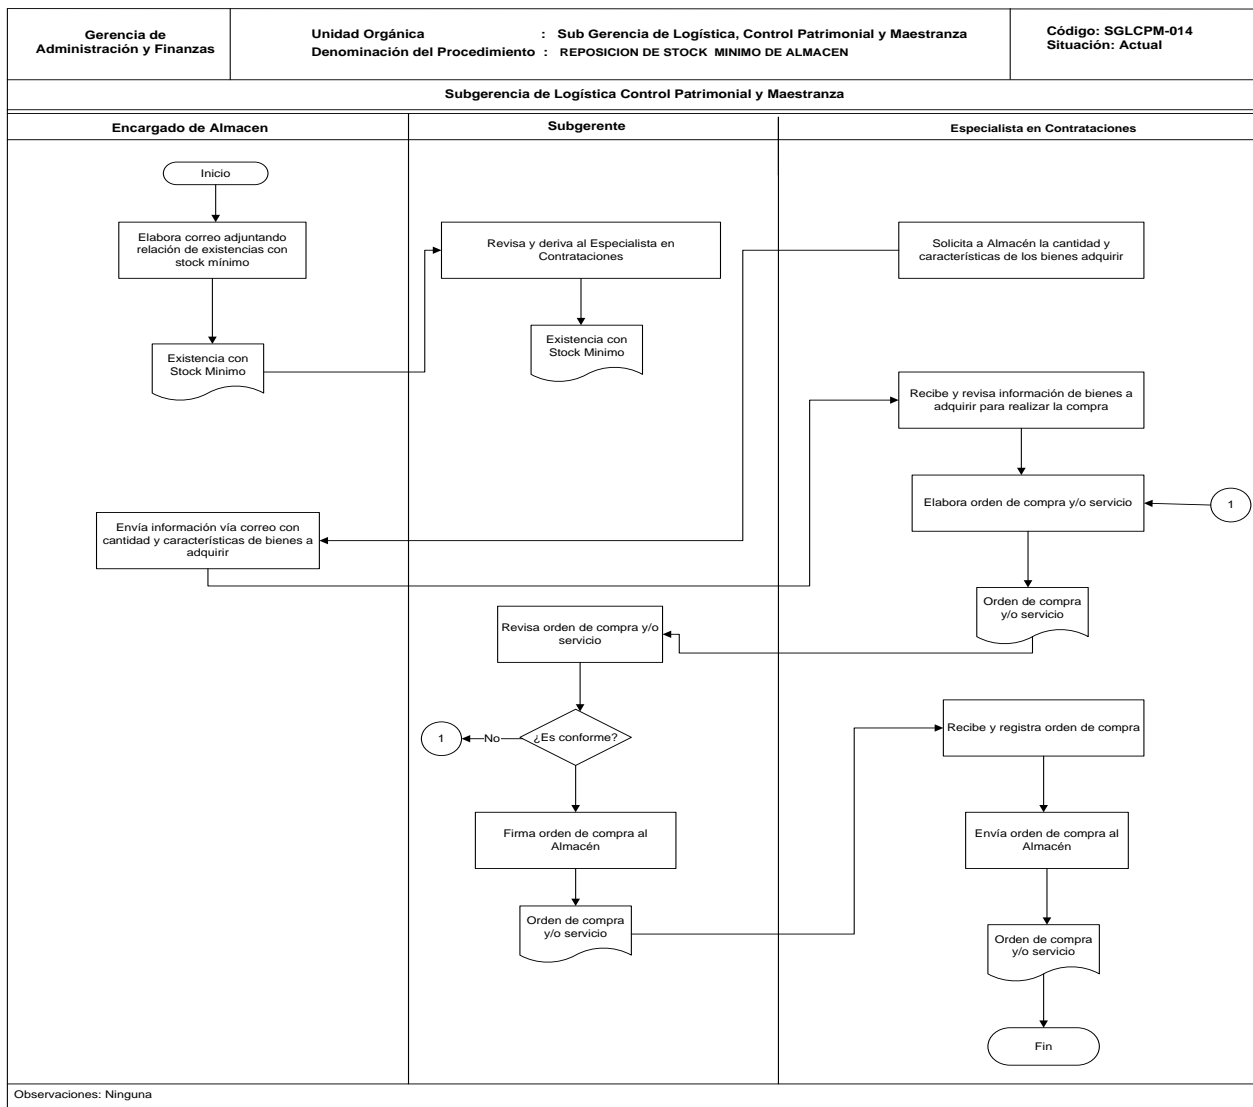 Gerencia de
Administración y Finanzas
Unidad Orgánica : Sub Gerencia de Logística, Control Patrimonial y Maestranza
Denominación del Procedimiento : REPOSICION DE STOCK MINIMO DE ALMACEN
Código: SGLCPM-014
Situación: Actual
Subgerencia de Logística Control Patrimonial y Maestranza
Encargado de Almacen
Subgerente
Especialista en Contrataciones
Inicio
Elabora correo adjuntando
relación de existencias con
stock mínimo
Revisa y deriva al Especialista en
Contrataciones
Solicita a Almacén la cantidad y
características de los bienes adquirir
Existencia con
Stock Minimo
Existencia con
Stock Minimo
Recibe y revisa información de bienes a
adquirir para realizar la compra
Elabora orden de compra y/o servicio
1
Envía información vía correo con
cantidad y características de bienes a
adquirir
Orden de compra
y/o servicio
Revisa orden de compra y/o
servicio
1
No
¿Es conforme?
Recibe y registra orden de compra
Firma orden de compra al
Almacén
Envía orden de compra al
Almacén
Orden de compra
y/o servicio
Orden de compra
y/o servicio
Fin
Observaciones: Ninguna